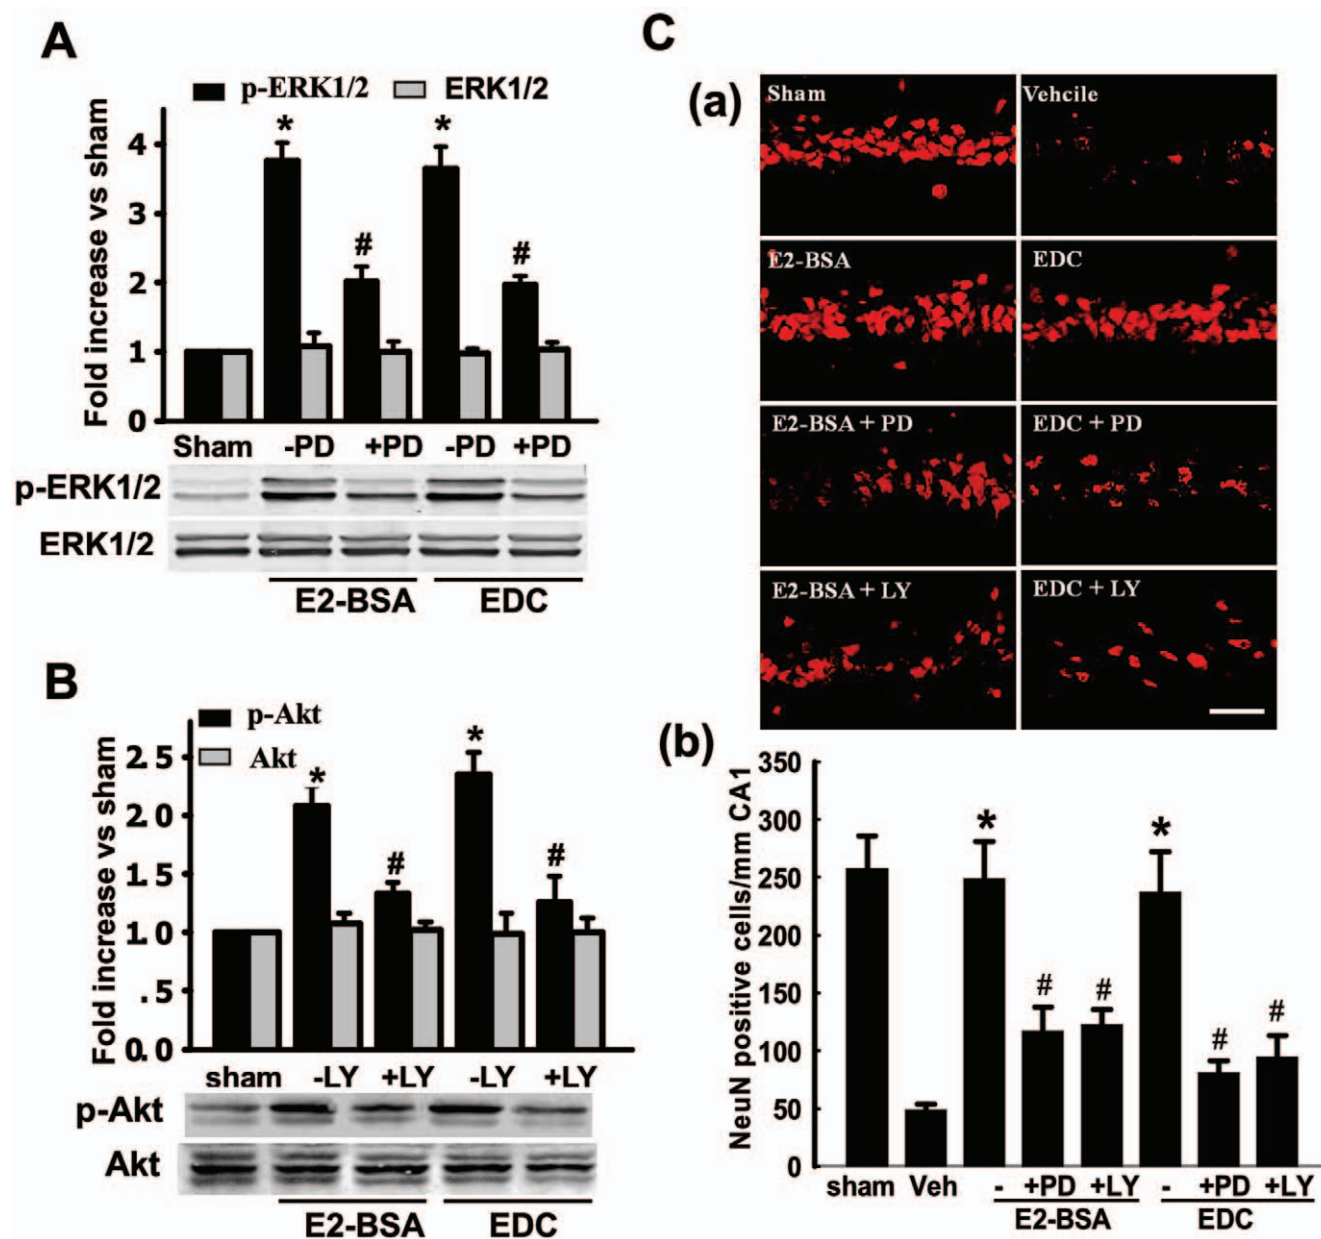 A
p-ERK1/2 ERK1/2
Fold increase vs sham
4
3
2
1
0
* # * #
Sham -PD +PD -PD +PD
p-ERK1/2
ERK1/2
E2-BSA EDC
B
p-Akt
Akt
Fold increase vs sham
2.5
2.0
1.5
1.0
.5
0.0
* # * #
sham -LY +LY -LY +LY
p-Akt
Akt
E2-BSA EDC
C
(a)
Sham Vehcile
E2-BSA EDC
E2-BSA + PD EDC + PD
E2-BSA + LY EDC + LY
(b)
NeuN positive cells/mm CA1
350
300
250
200
150
100
50
0
* # # * # #
sham Veh - +PD +LY - +PD +LY
E2-BSA EDC